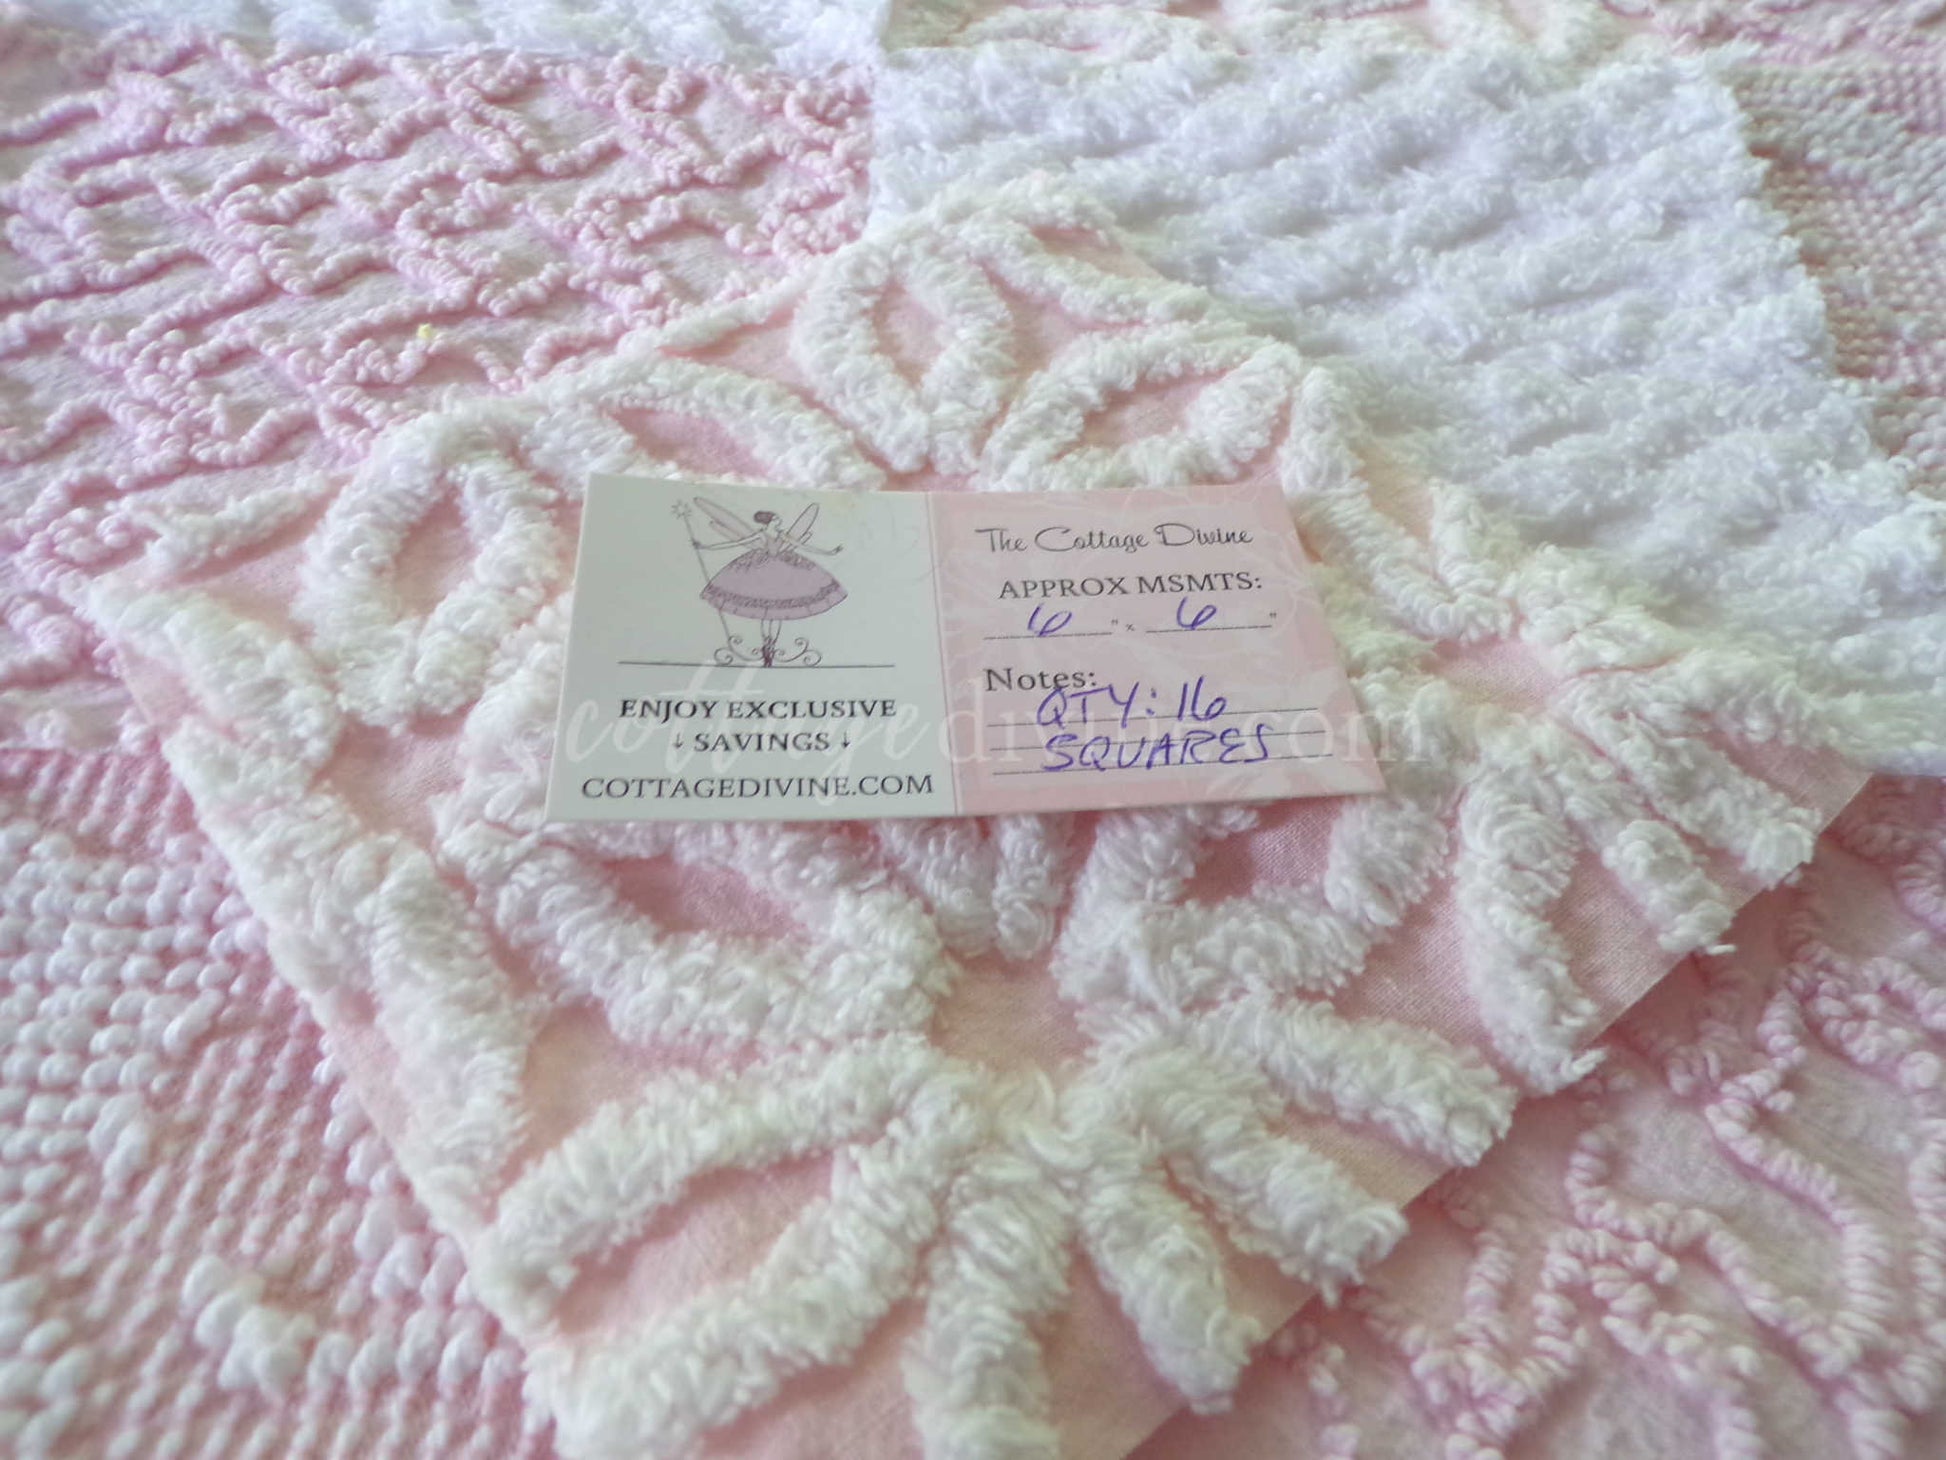 The Cottage Divine
APPROX MSMTS:
6 " x 6 "
Notes:
QTY: 16
SQUARES
ENJOY EXCLUSIVE
↓ SAVINGS ↓
COTTAGEDIVINE.COM
cottagedivine.com